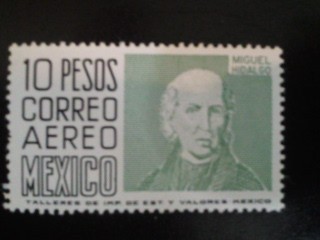 10 PESOS
CORREO
AEREO
MEXICO
MIGUEL
HIDALGO
TALLERES DE IMP. DE EST. Y VALORES MEXICO